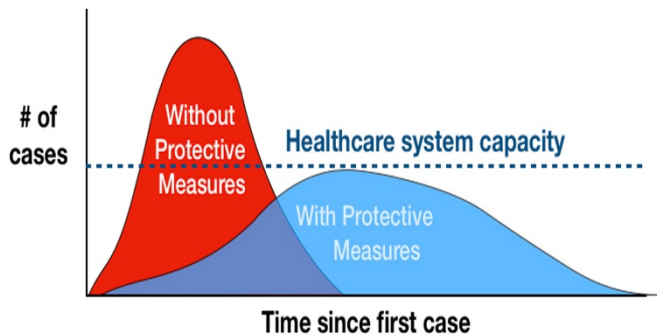 # of
cases
Without
Protective
Measures
Healthcare system capacity
With Protective
Measures
Time since first case